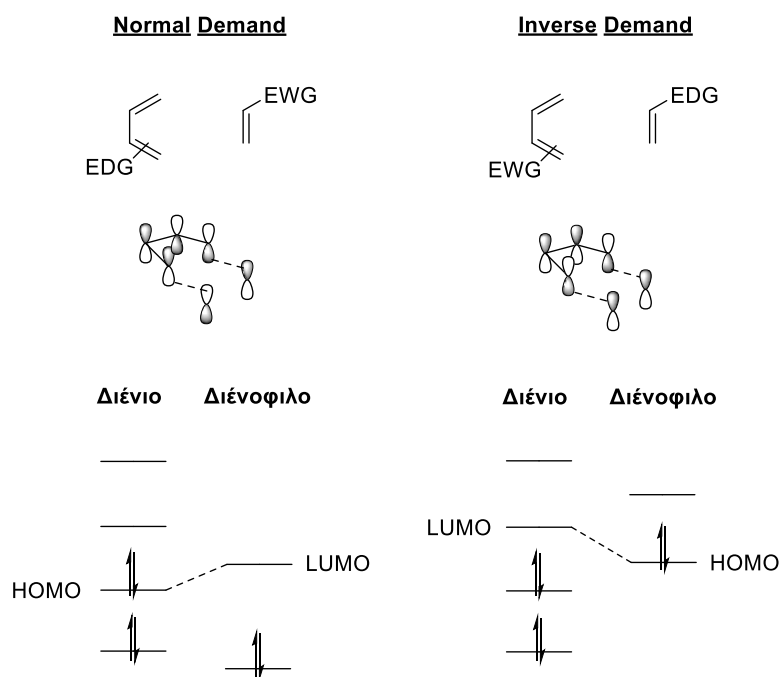 Normal Demand
EWG
EDG
Διένιο Διένοφιλο
HOMO
LUMO
Inverse Demand
EDG
EWG
Διένιο Διένοφιλο
LUMO
HOMO